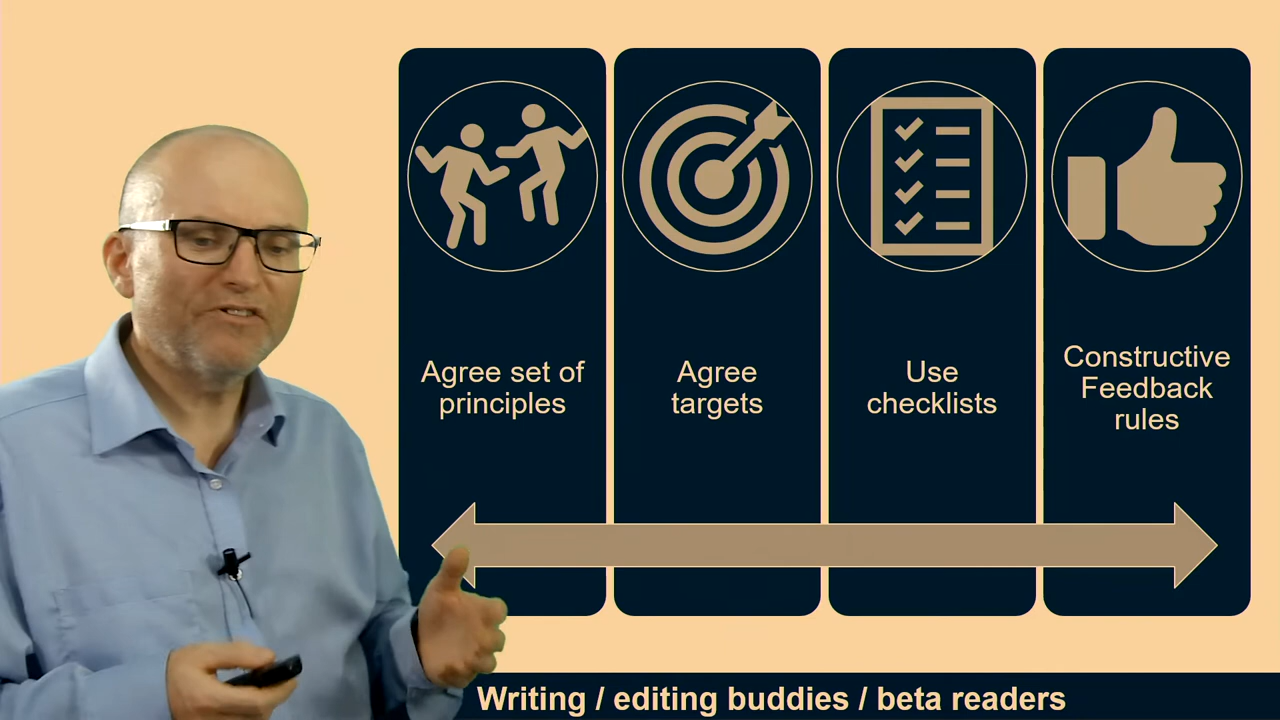 Agree set of
principles
Agree
targets
Use
checklists
Constructive
Feedback
rules
Writing / editing buddies / beta readers